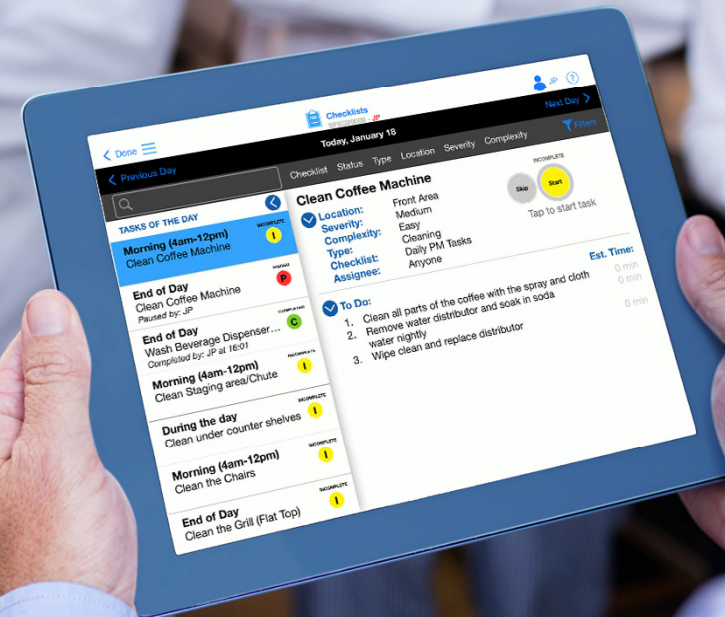 Done
Checklists
JP
?
Previous Day
Today, January 18
Next Day
Checklist Status Type Location Severity Complexity
Filters
TASKS OF THE DAY
Morning (4am-12pm)
Clean Coffee Machine
INCOMPLETE
I
End of Day
Clean Coffee Machine
Paused by: JP
P
End of Day
Wash Beverage Dispenser...
Completed by: JP at 16:01
C
Morning (4am-12pm)
Clean Staging area/Chute
INCOMPLETE
I
During the day
Clean under counter shelves
INCOMPLETE
I
Morning (4am-12pm)
Clean the Chairs
INCOMPLETE
I
End of Day
Clean the Grill (Flat Top)
INCOMPLETE
I
Clean Coffee Machine
Location: Front Area
Severity: Medium
Complexity: Easy
Type: Cleaning
Checklist: Daily PM Tasks
Assignee: Anyone
INCOMPLETE
Skip
Start
Tap to start task
To Do:
Est. Time:
1. Clean all parts of the coffee with the spray and cloth
0 min
2. Remove water distributor and soak in soda
water nightly
0 min
3. Wipe clean and replace distributor
0 min